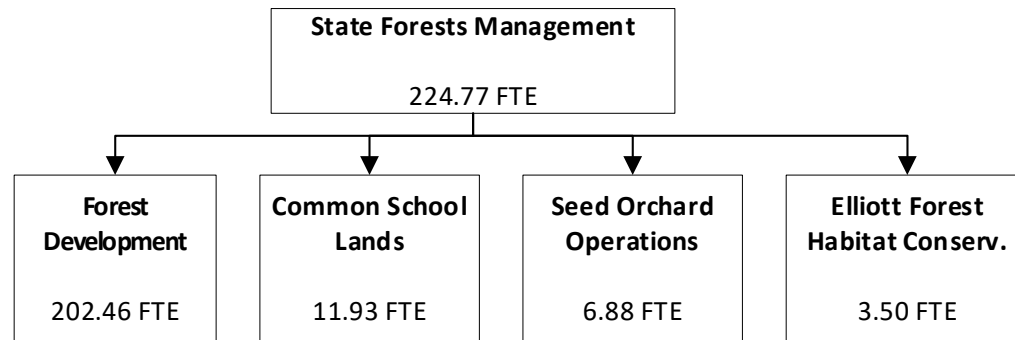 State Forests Management
224.77 FTE
Forest
Development
202.46 FTE
Common School
Lands
11.93 FTE
Seed Orchard
Operations
6.88 FTE
Elliott Forest
Habitat Conserv.
3.50 FTE